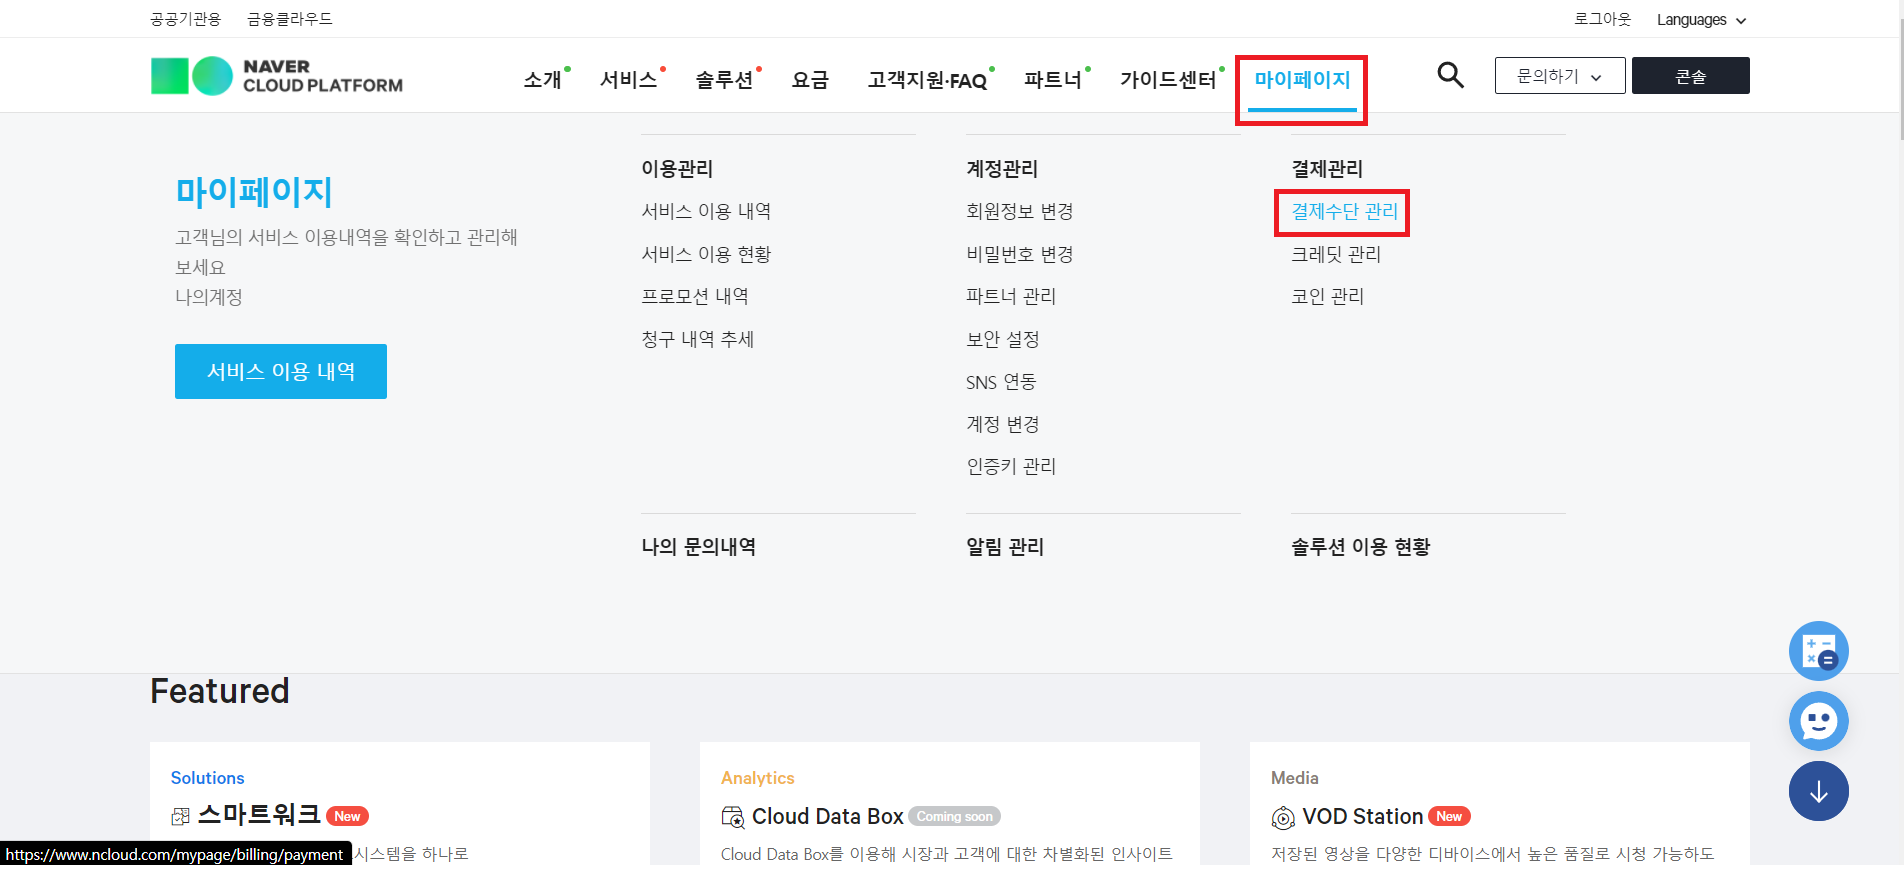 공공기관용 금융클라우드 로그아웃 Languages
NAVER
CLOUD PLATFORM
소개 서비스 솔루션 요금 고객지원·FAQ 파트너 가이드센터 마이페이지 문의하기 콘솔
마이페이지
고객님의 서비스 이용내역을 확인하고 관리해
보세요
나의계정
서비스 이용 내역
이용관리
서비스 이용 내역
서비스 이용 현황
프로모션 내역
청구 내역 추세
계정관리
회원정보 변경
비밀번호 변경
파트너 관리
보안 설정
SNS 연동
계정 변경
인증키 관리
결제관리
결제수단 관리
크레딧 관리
코인 관리
나의 문의내역
알림 관리
솔루션 이용 현황
Featured
Solutions
스마트워크 New
시스템을 하나로
Analytics
Cloud Data Box Coming soon
Cloud Data Box를 이용해 시장과 고객에 대한 차별화된 인사이트
Media
VOD Station New
저장된 영상을 다양한 디바이스에서 높은 품질로 시청 가능하도
https://www.ncloud.com/mypage/billing/payment